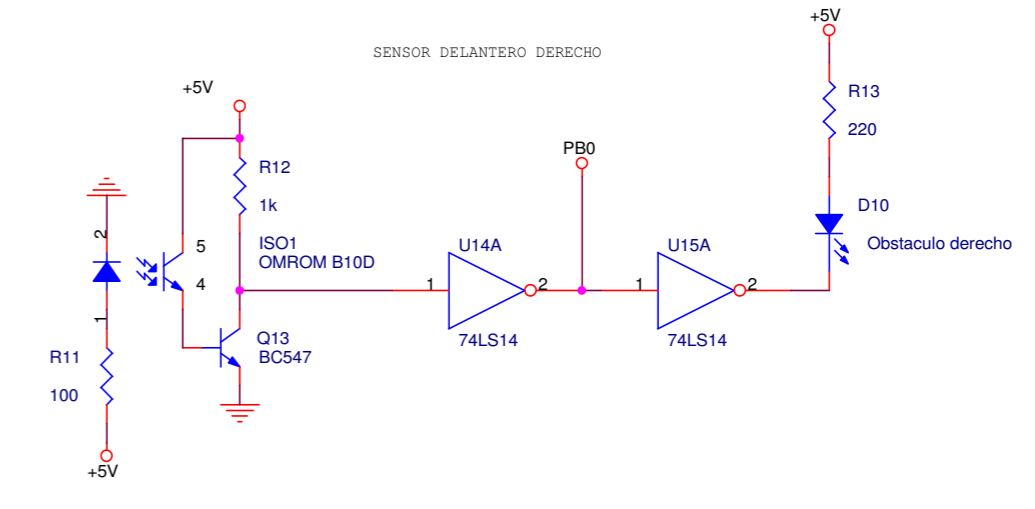 +5V
SENSOR DELANTERO DERECHO
+5V
R13
220
PB0
R12
1k
D10
2
5
ISO1
OMROM B10D
U14A
U15A
Obstaculo derecho
4
1
2
1
2
1
Q13
BC547
74LS14
74LS14
R11
100
+5V